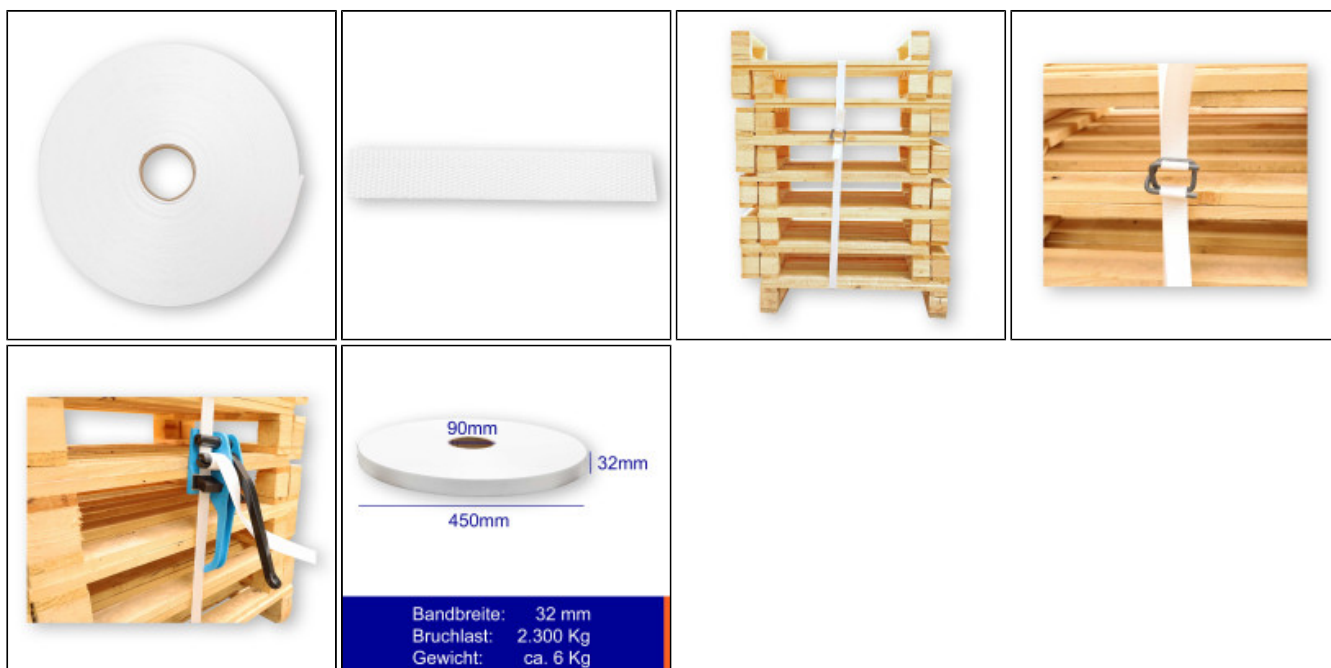 90mm
32mm
450mm
Bandbreite: 32 mm
Bruchlast: 2.300 Kg
Gewicht: ca. 6 Kg